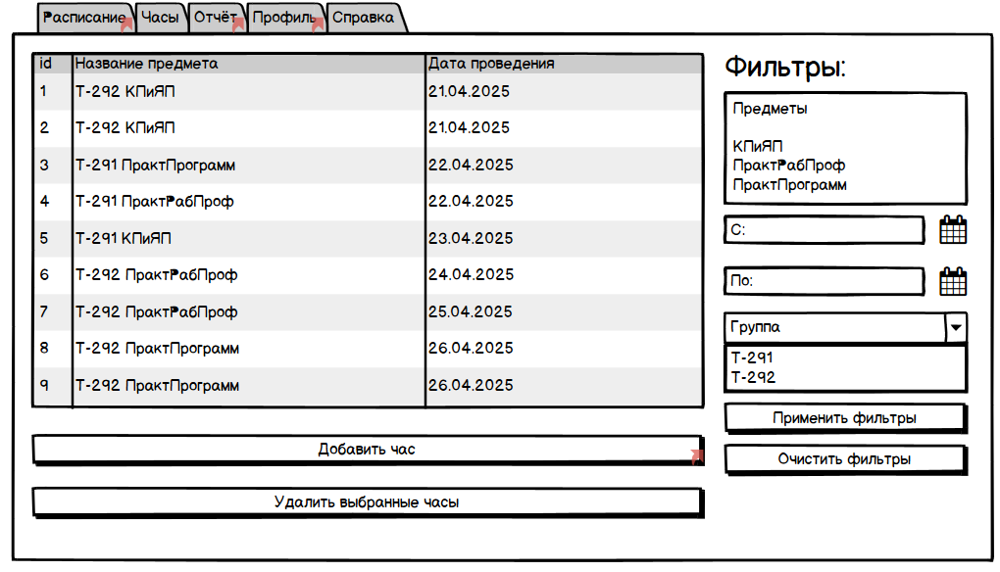 Расписание Часы Отчёт Профиль Справка
id Название предмета Дата проведения
1 Т-292 КПиЯП 21.04.2025
2 Т-292 КПиЯП 21.04.2025
3 Т-291 ПрактПрограмм 22.04.2025
4 Т-291 ПрактРабПроф 22.04.2025
5 Т-291 КПиЯП 23.04.2025
6 Т-292 ПрактРабПроф 24.04.2025
7 Т-292 ПрактРабПроф 25.04.2025
8 Т-292 ПрактПрограмм 26.04.2025
9 Т-292 ПрактПрограмм 26.04.2025
Добавить час
Удалить выбранные часы
Фильтры:
Предметы
КПиЯП
ПрактРабПроф
ПрактПрограмм
С:
По:
Группа
Т-291
Т-292
Применить фильтры
Очистить фильтры